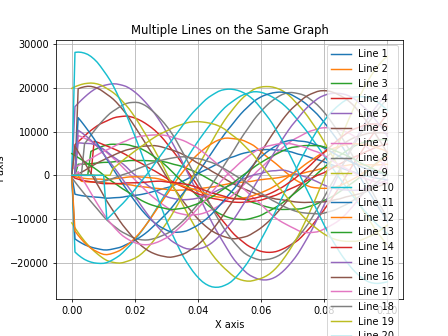 Multiple Lines on the Same Graph
30000
20000
10000
0
−10000
−20000
0.00
0.02
0.04
0.06
X axis
Line 1
Line 2
Line 3
Line 4
Line 5
Line 6
Line 7
Line 8
Line 9
Line 10
Line 11
Line 12
Line 13
Line 14
Line 15
Line 16
Line 17
Line 18
Line 19
Line 20